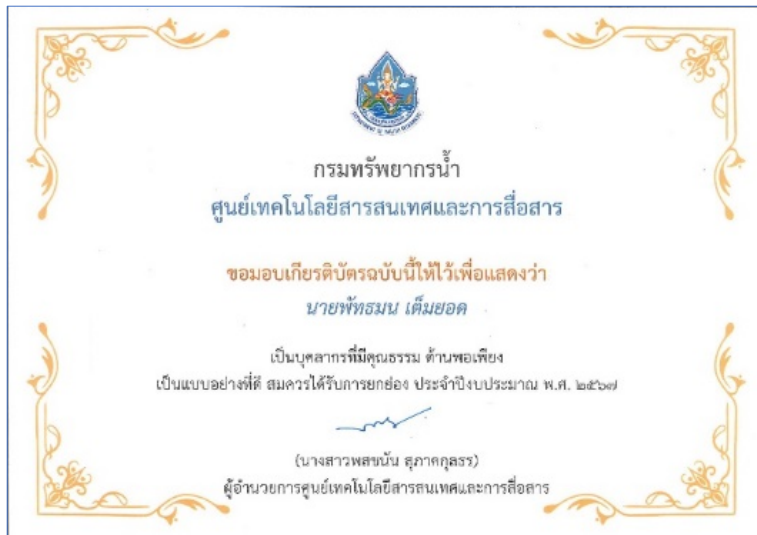 กรมทรัพยากรน้ำ
ศูนย์เทคโนโลยีสารสนเทศและการสื่อสาร
ขอมอบเกียรติบัตรฉบับนี้ให้ไว้เพื่อแสดงว่า
นายพัทธมน เต็มยอด
เป็นบุคลากรที่มีคุณธรรม ด้านพอเพียง
เป็นแบบอย่างที่ดี สมควรได้รับการยกย่อง ประจำปีงบประมาณ พ.ศ. ๒๕๖๗
(นางสาวพสชนัน สุภาคกุลธร)
ผู้อำนวยการศูนย์เทคโนโลยีสารสนเทศและการสื่อสาร